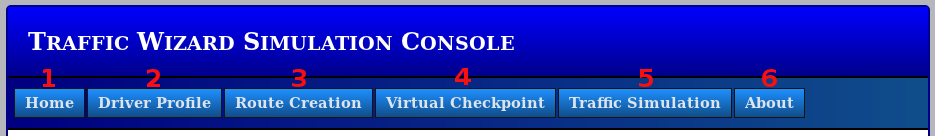 Traffic Wizard Simulation Console
1 2 3 4 5 6
Home Driver Profile Route Creation Virtual Checkpoint Traffic Simulation About